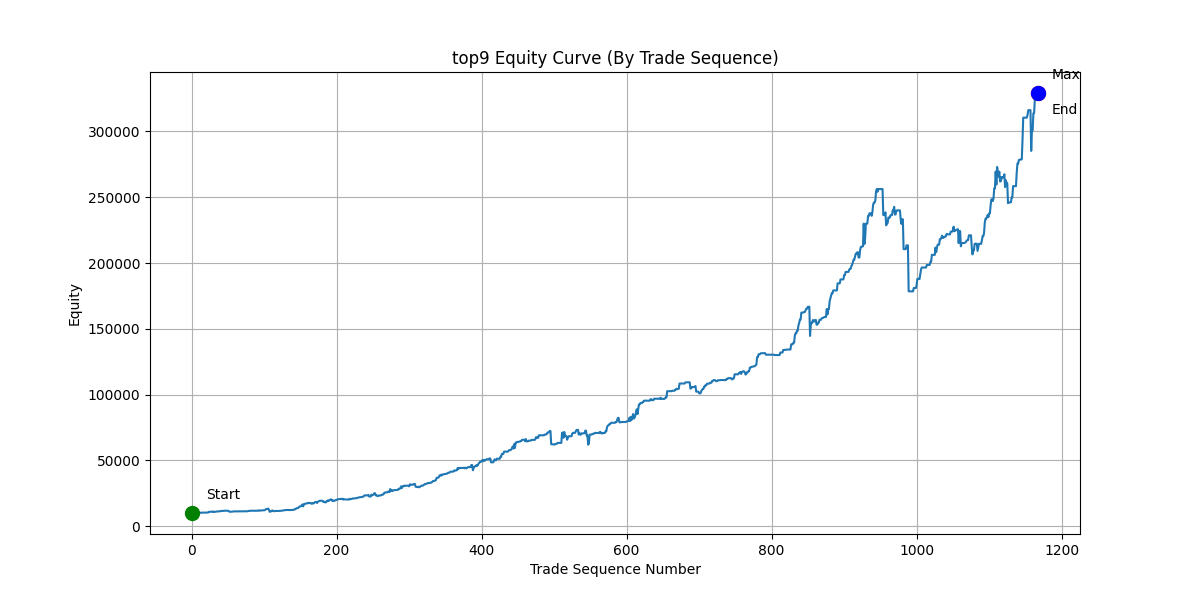 top9 Equity Curve (By Trade Sequence)
Max
End
300000
250000
200000
150000
100000
50000
0
Equity
Start
0 200 400 600 800 1000 1200
Trade Sequence Number